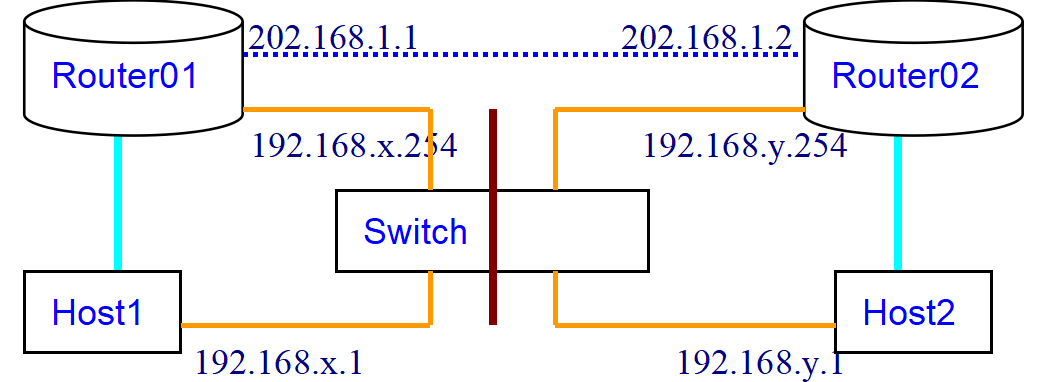 202.168.1.1
202.168.1.2
Router01
Router02
192.168.x.254
192.168.y.254
Switch
Host1
Host2
192.168.x.1
192.168.y.1